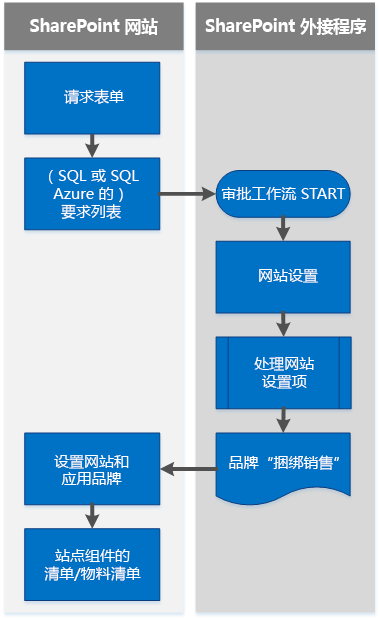 SharePoint 网站
SharePoint 外接程序
请求表单
（SQL 或 SQL
Azure 的）
要求列表
审批工作流 START
网站设置
处理网站
设置项
品牌“捆绑销售”
设置网站和
应用品牌
站点组件的
清单/物料清单